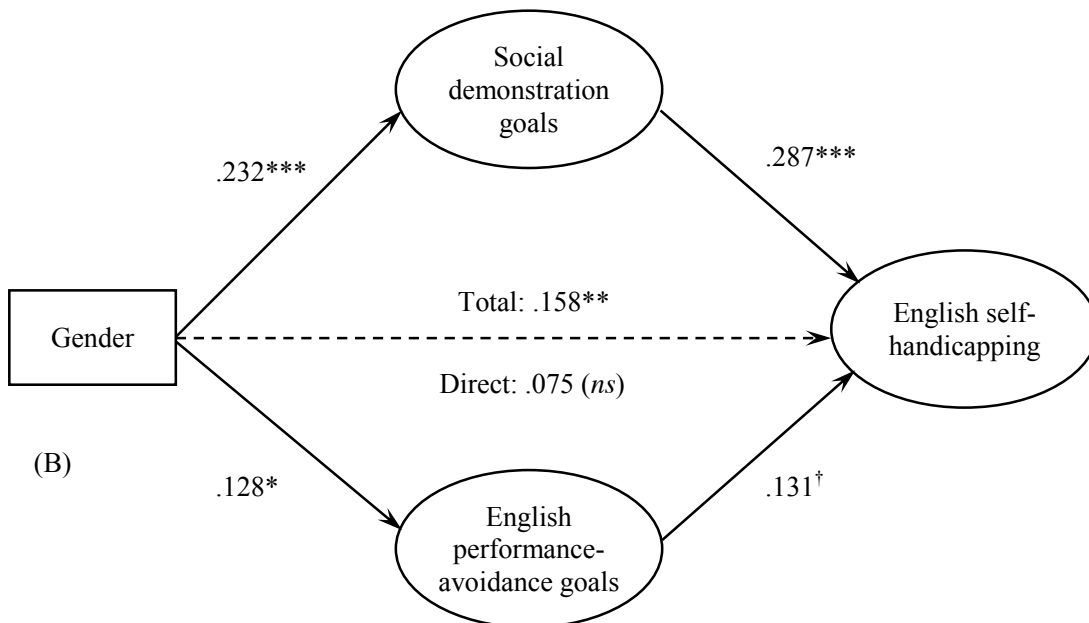 Social
demonstration
goals
.232***
.287***
Total: .158**
Gender
English self-
handicapping
Direct: .075 (ns)
(B)
.128*
.131†
English
performance-
avoidance goals